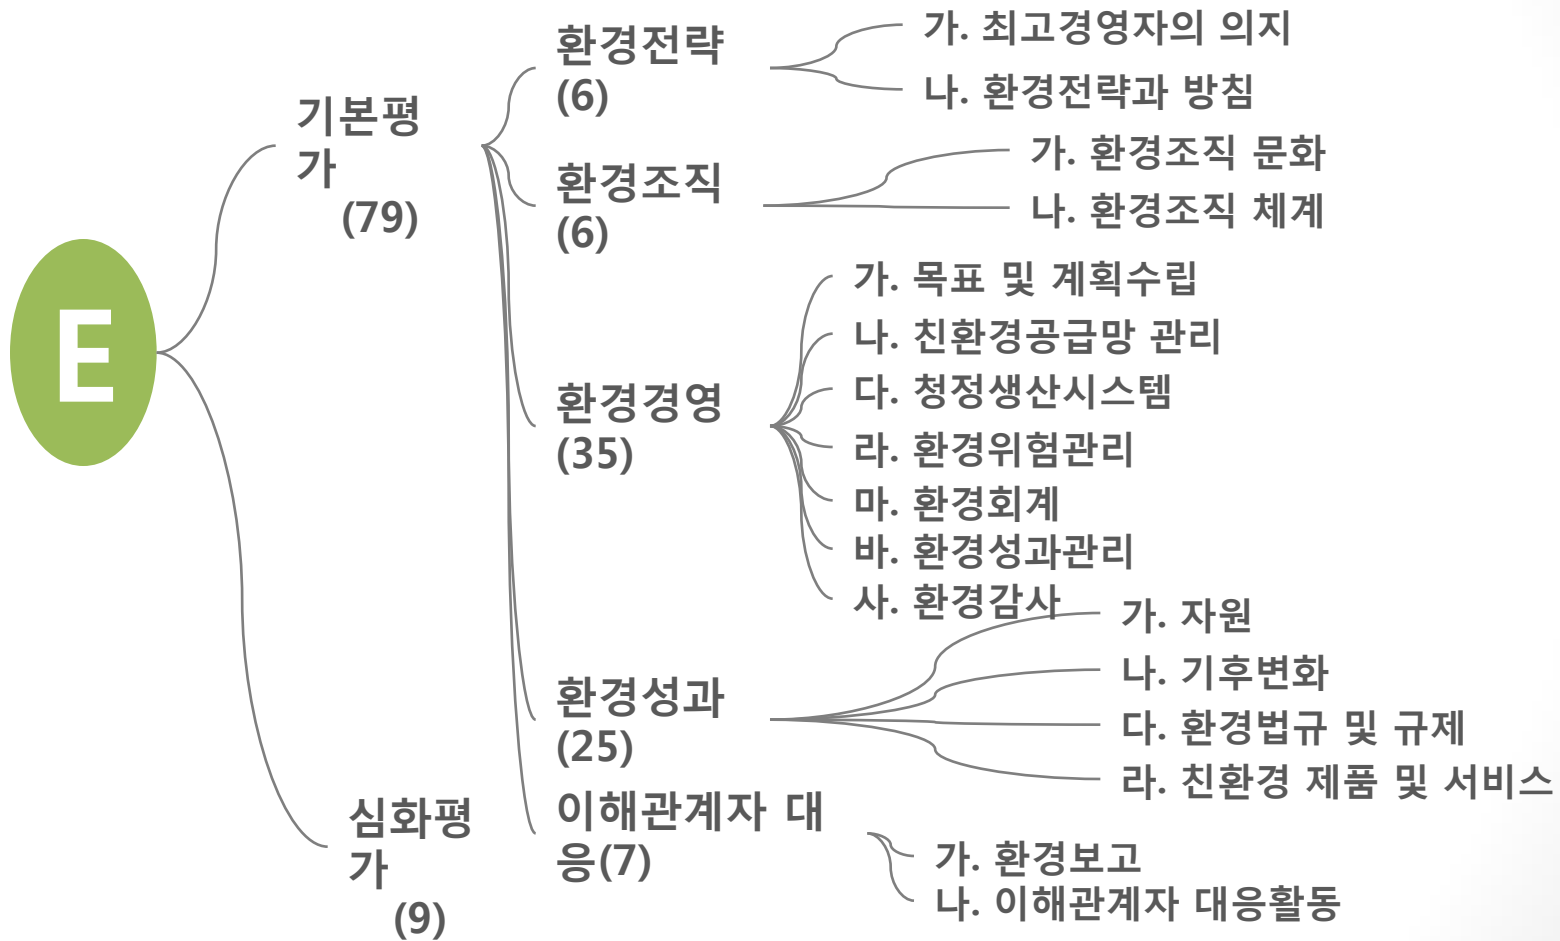 E
기본평
가
(79)
환경전략
(6)
가. 최고경영자의 의지
나. 환경전략과 방침
환경조직
(6)
가. 환경조직 문화
나. 환경조직 체계
환경경영
(35)
가. 목표 및 계획수립
나. 친환경공급망 관리
다. 청정생산시스템
라. 환경위험관리
마. 환경회계
바. 환경성과관리
사. 환경감사
환경성과
(25)
가. 자원
나. 기후변화
다. 환경법규 및 규제
라. 친환경 제품 및 서비스
이해관계자 대
응(7)
가. 환경보고
나. 이해관계자 대응활동
심화평
가
(9)